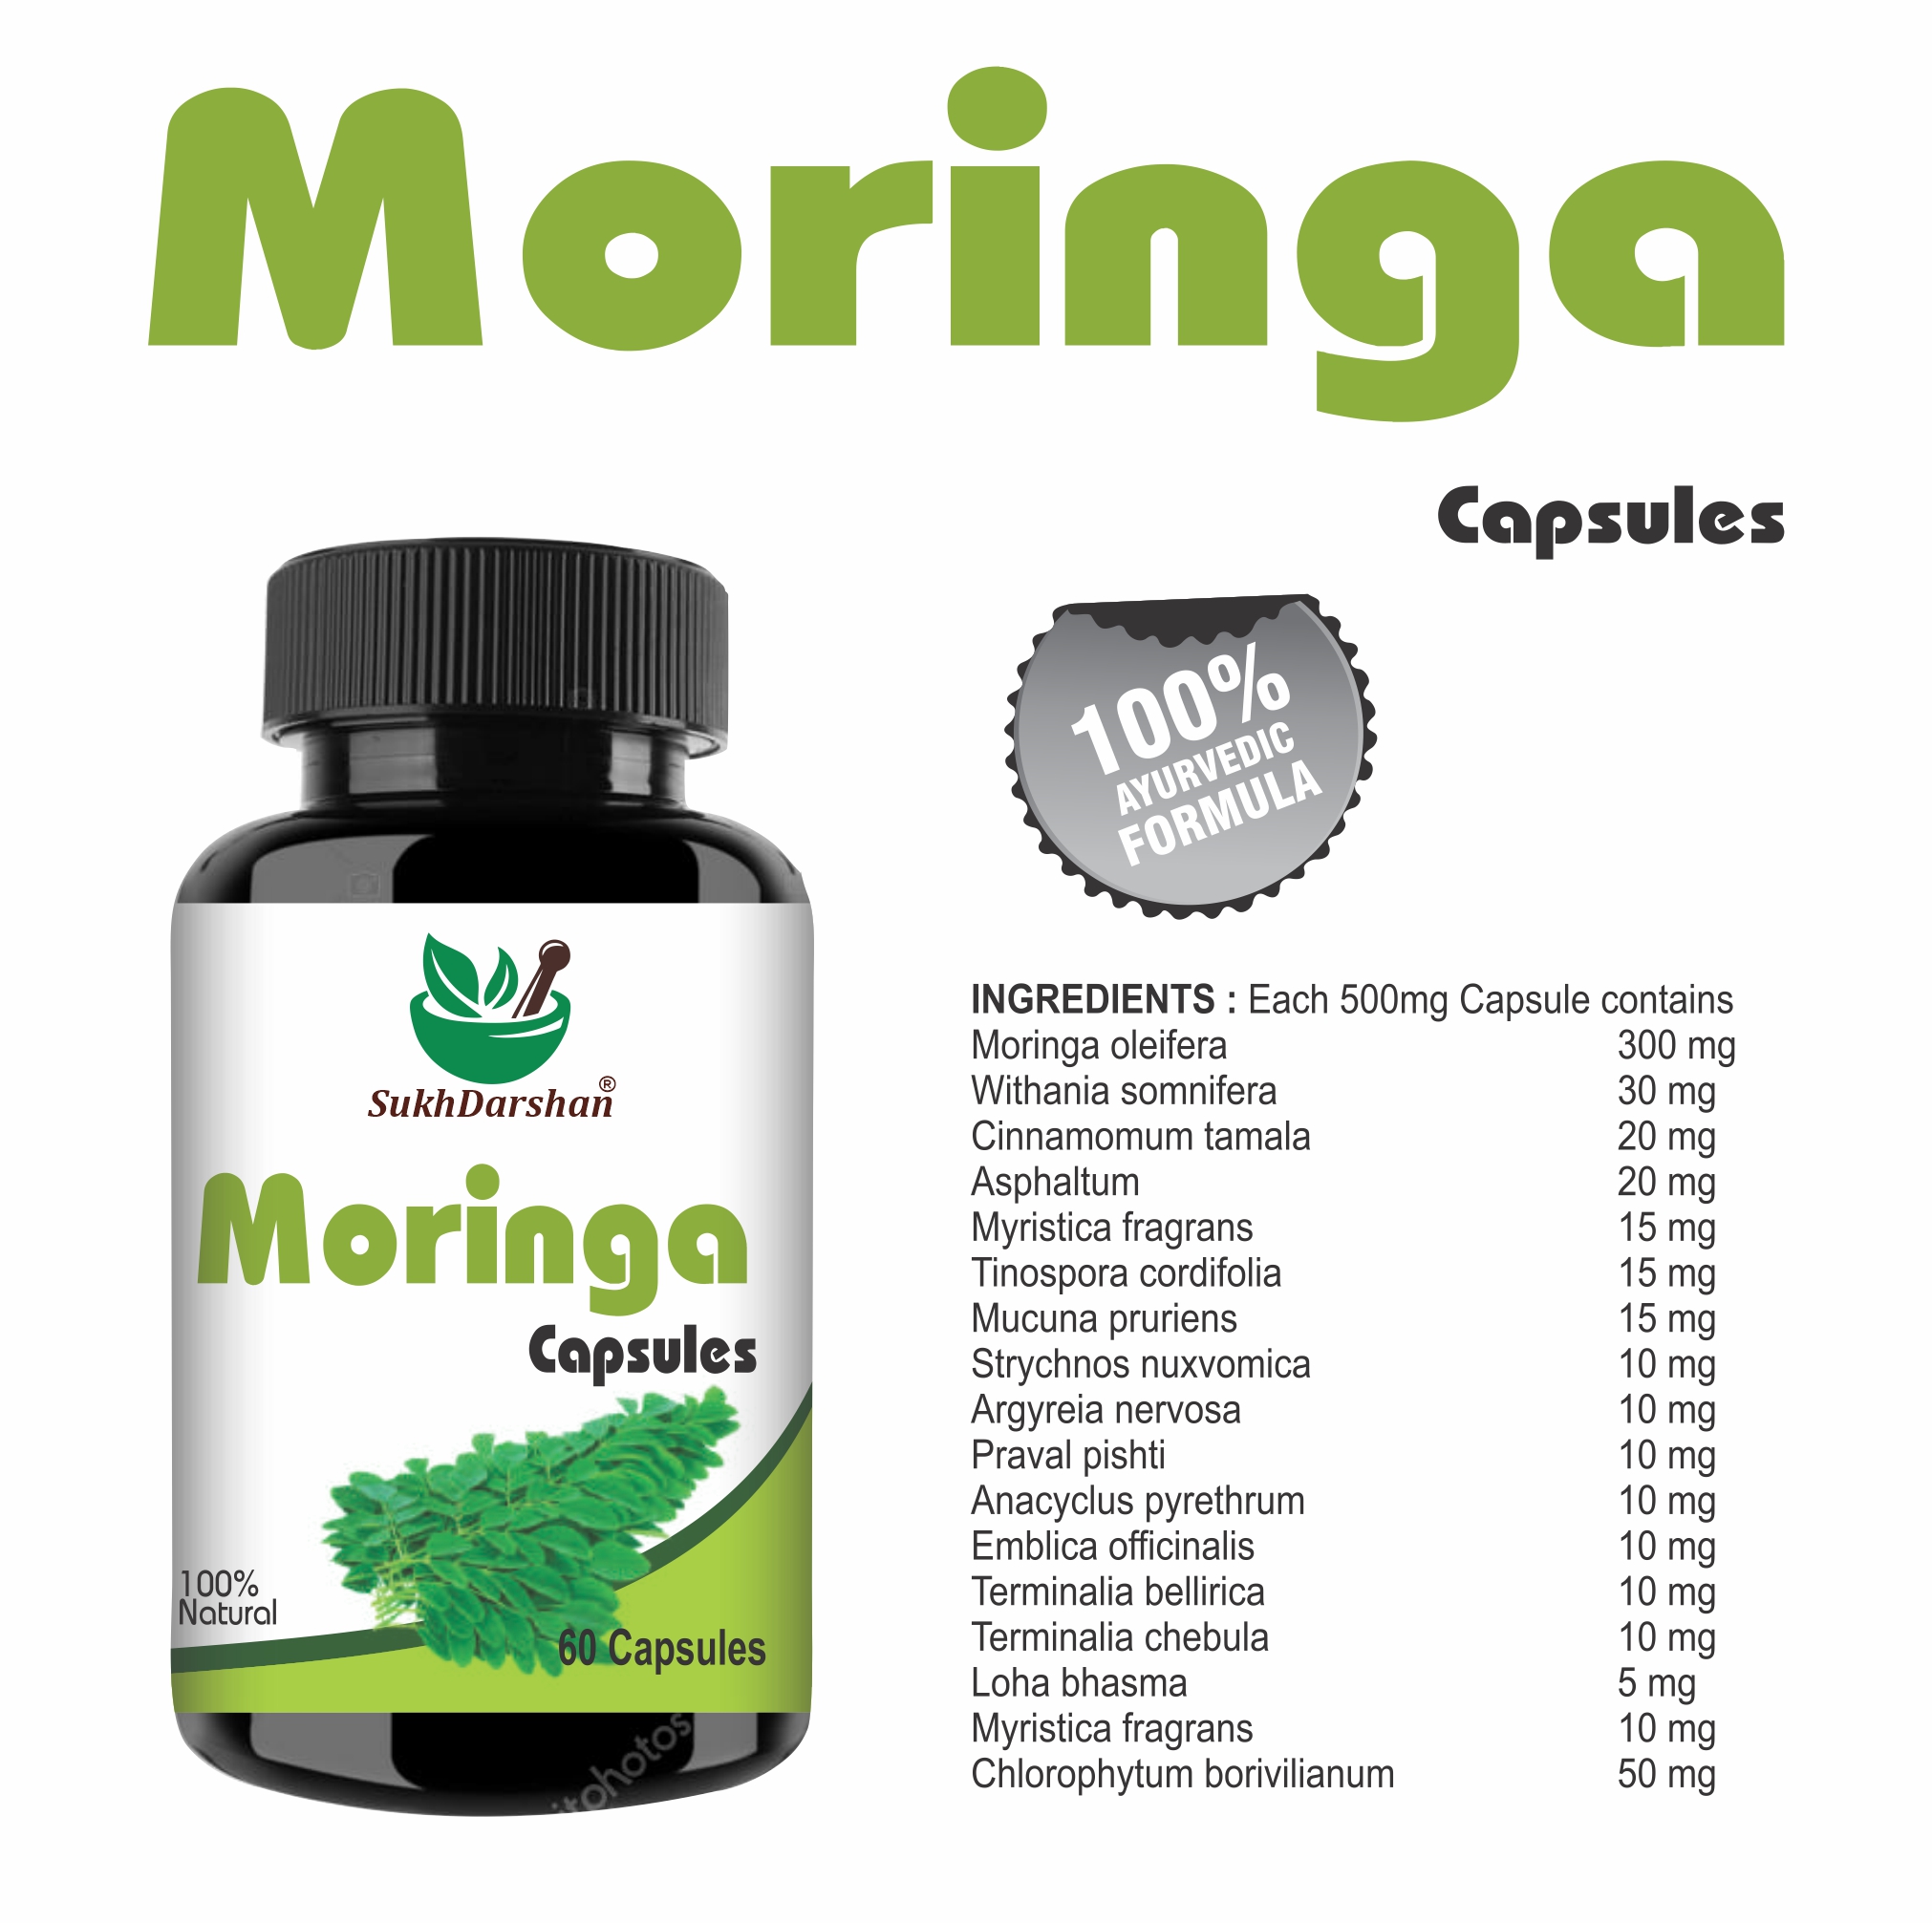 Moringa
Capsules
100%
AYURVEDIC
FORMULA
SukhDarshan®
Moringa
Capsules
100%
Natural
60 Capsules
INGREDIENTS : Each 500mg Capsule contains
Moringa oleifera 300 mg
Withania somnifera 30 mg
Cinnamomum tamala 20 mg
Asphaltum 20 mg
Myristica fragrans 15 mg
Tinospora cordifolia 15 mg
Mucuna pruriens 15 mg
Strychnos nuxvomica 10 mg
Argyreia nervosa 10 mg
Praval pishti 10 mg
Anacyclus pyrethrum 10 mg
Emblica officinalis 10 mg
Terminalia bellirica 10 mg
Terminalia chebula 10 mg
Loha bhasma 5 mg
Myristica fragrans 10 mg
Chlorophytum borivilianum 50 mg